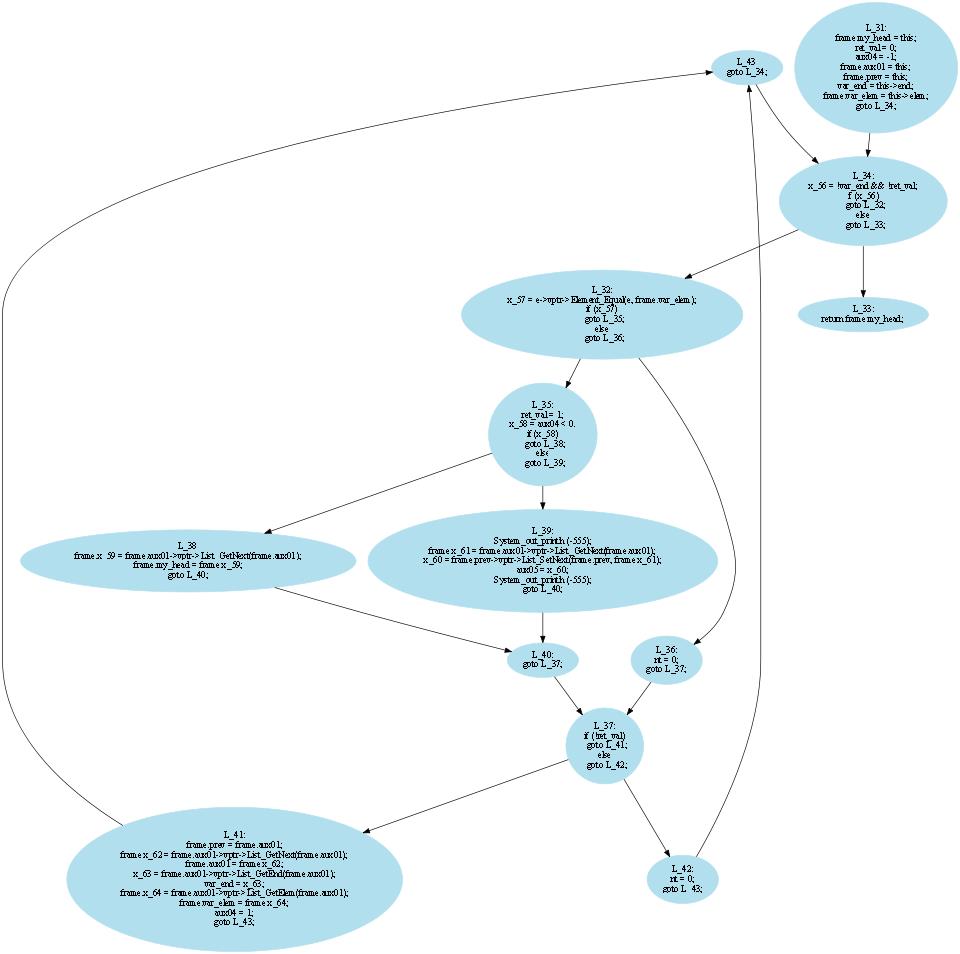 L_31:
frame.my_head = this;
ret_val = 0;
aux04 = -1;
frame.aux01 = this;
frame.prev = this;
var_end = this->end;
frame.var_elem = this->elem;
goto L_34;
L_43
goto L_34;
L_34:
x_56 = !var_end && !ret_val;
if (x_56)
goto L_32;
else
goto L_33;
L_32:
x_57 = e->vptr->Element_Equal(e, frame.var_elem);
if (x_57)
goto L_35;
else
goto L_36;
L_33:
return frame.my_head;
L_35:
ret_val = 1;
x_58 = aux04 < 0.
if (x_58)
goto L_38;
else
goto L_39;
L_38
frame.x_59 = frame.aux01->vptr->List_GetNext(frame.aux01);
frame.my_head = frame.x_59;
goto L_40;
L_39:
System_out_println (-555);
frame.x_61 = frame.aux01->vptr->List_GetNext(frame.aux01);
x_60 = frame.prev->vptr->List_SetNext(frame.prev, frame.x_61);
aux05 = x_60;
System_out_println (-555);
goto L_40;
L_40:
goto L_37;
L_36:
nt = 0;
goto L_37;
L_37:
if (!ret_val)
goto L_41;
else
goto L_42;
L_41:
frame.prev = frame.aux01;
frame.x_62 = frame.aux01->vptr->List_GetNext(frame.aux01);
frame.aux01 = frame.x_62;
x_63 = frame.aux01->vptr->List_GetEnd(frame.aux01);
var_end = x_63;
frame.x_64 = frame.aux01->vptr->List_GetElem(frame.aux01);
frame.var_elem = frame.x_64;
aux04 = 1;
goto L_43;
L_42:
nt = 0;
goto L_43;